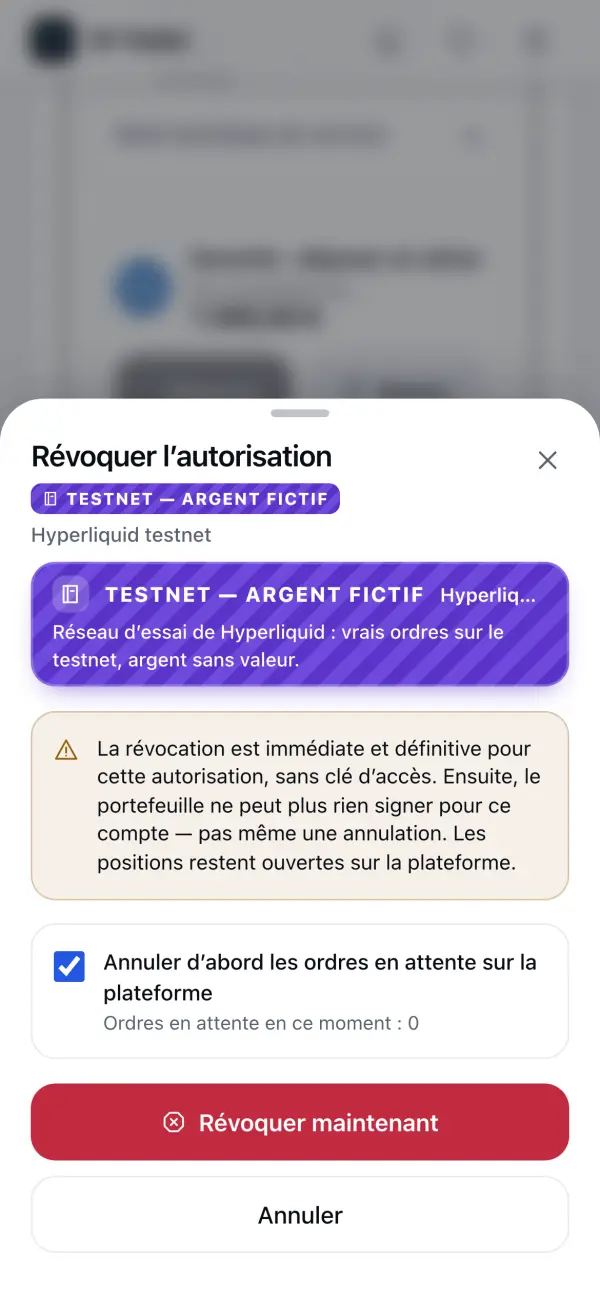 Révoquer l’autorisation
TESTNET — ARGENT FICTIF
Hyperliquid testnet
TESTNET — ARGENT FICTIF Hyperliq...
Réseau d’essai de Hyperliquid : vrais ordres sur le
testnet, argent sans valeur.
La révocation est immédiate et définitive pour
cette autorisation, sans clé d’accès. Ensuite, le
portefeuille ne peut plus rien signer pour ce
compte — pas même une annulation. Les
positions restent ouvertes sur la plateforme.
Annuler d’abord les ordres en attente sur la
plateforme
Ordres en attente en ce moment : 0
Révoquer maintenant
Annuler